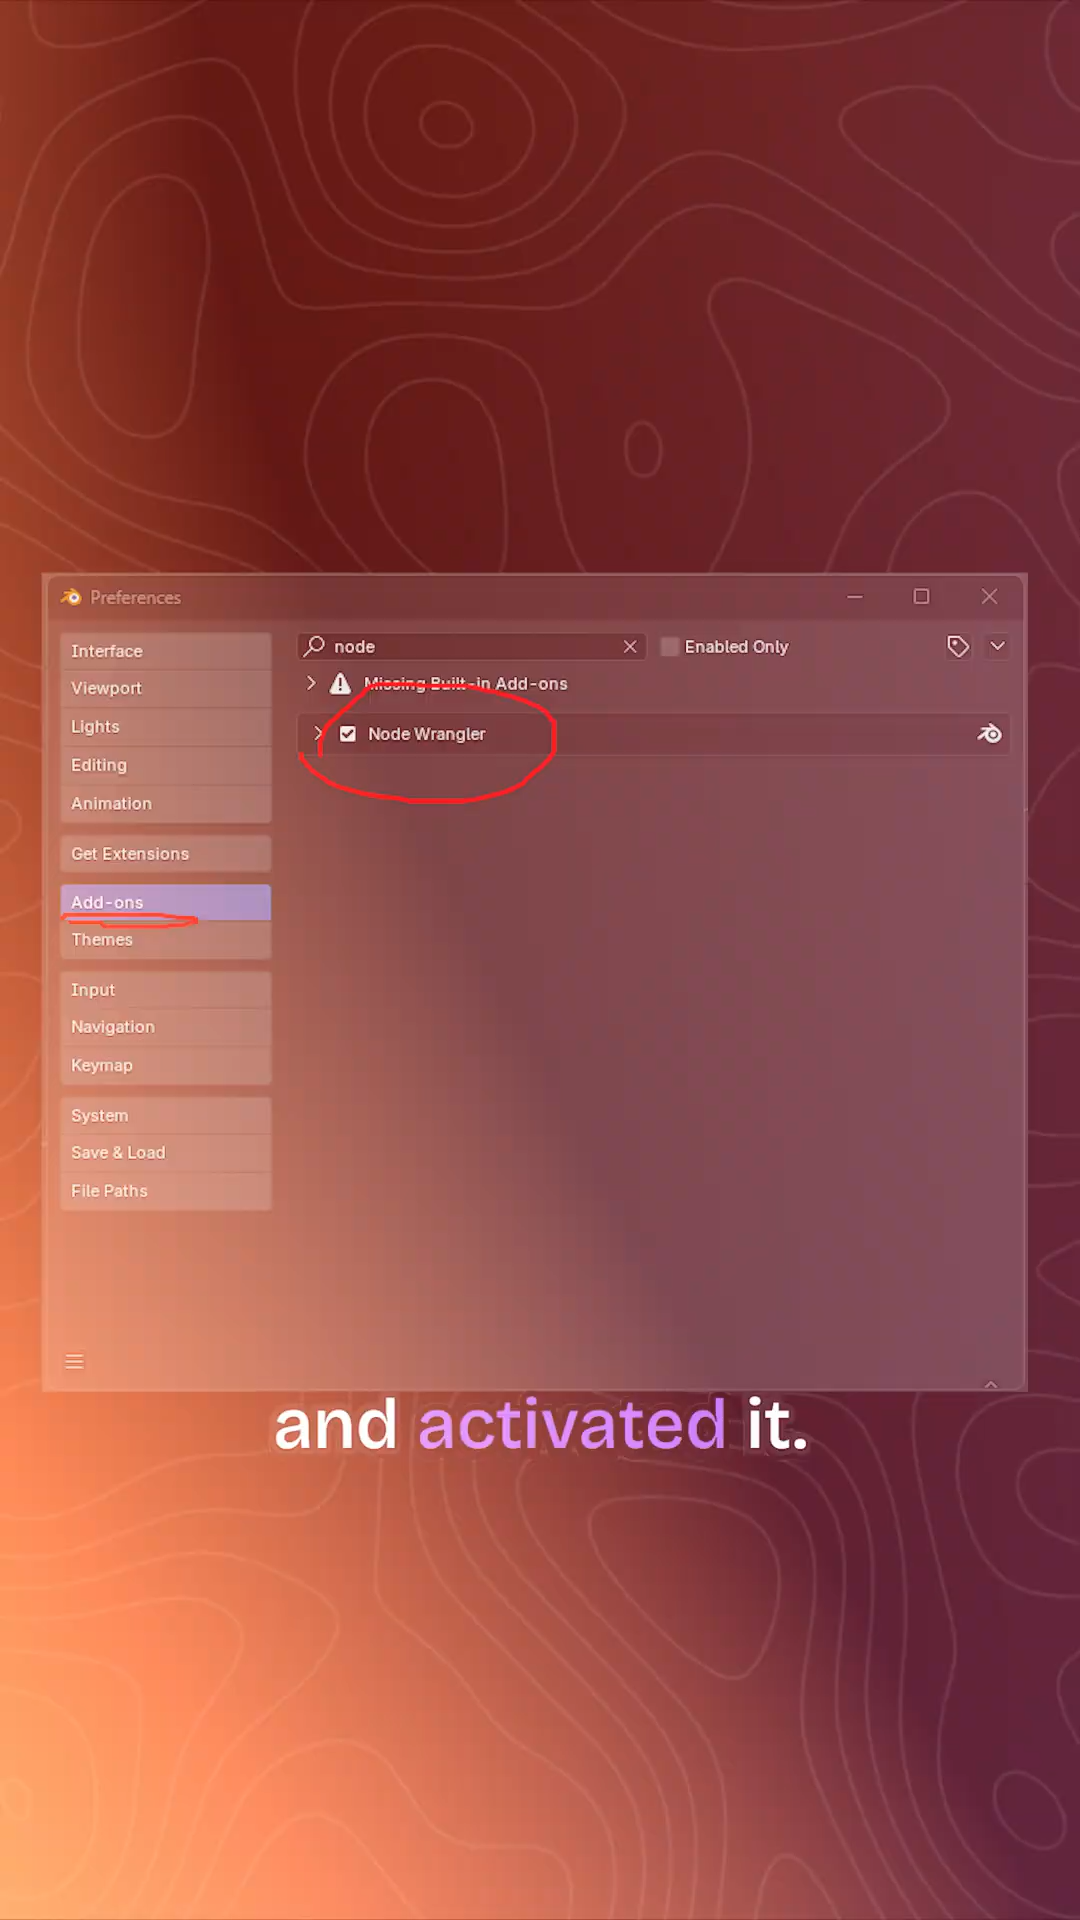 Preferences
Interface
Viewport
Lights
Editing
Animation
Get Extensions
Add-ons
Themes
Input
Navigation
Keymap
System
Save & Load
File Paths
node
Enabled Only
Missing Built-in Add-ons
Node Wrangler
and activated it.